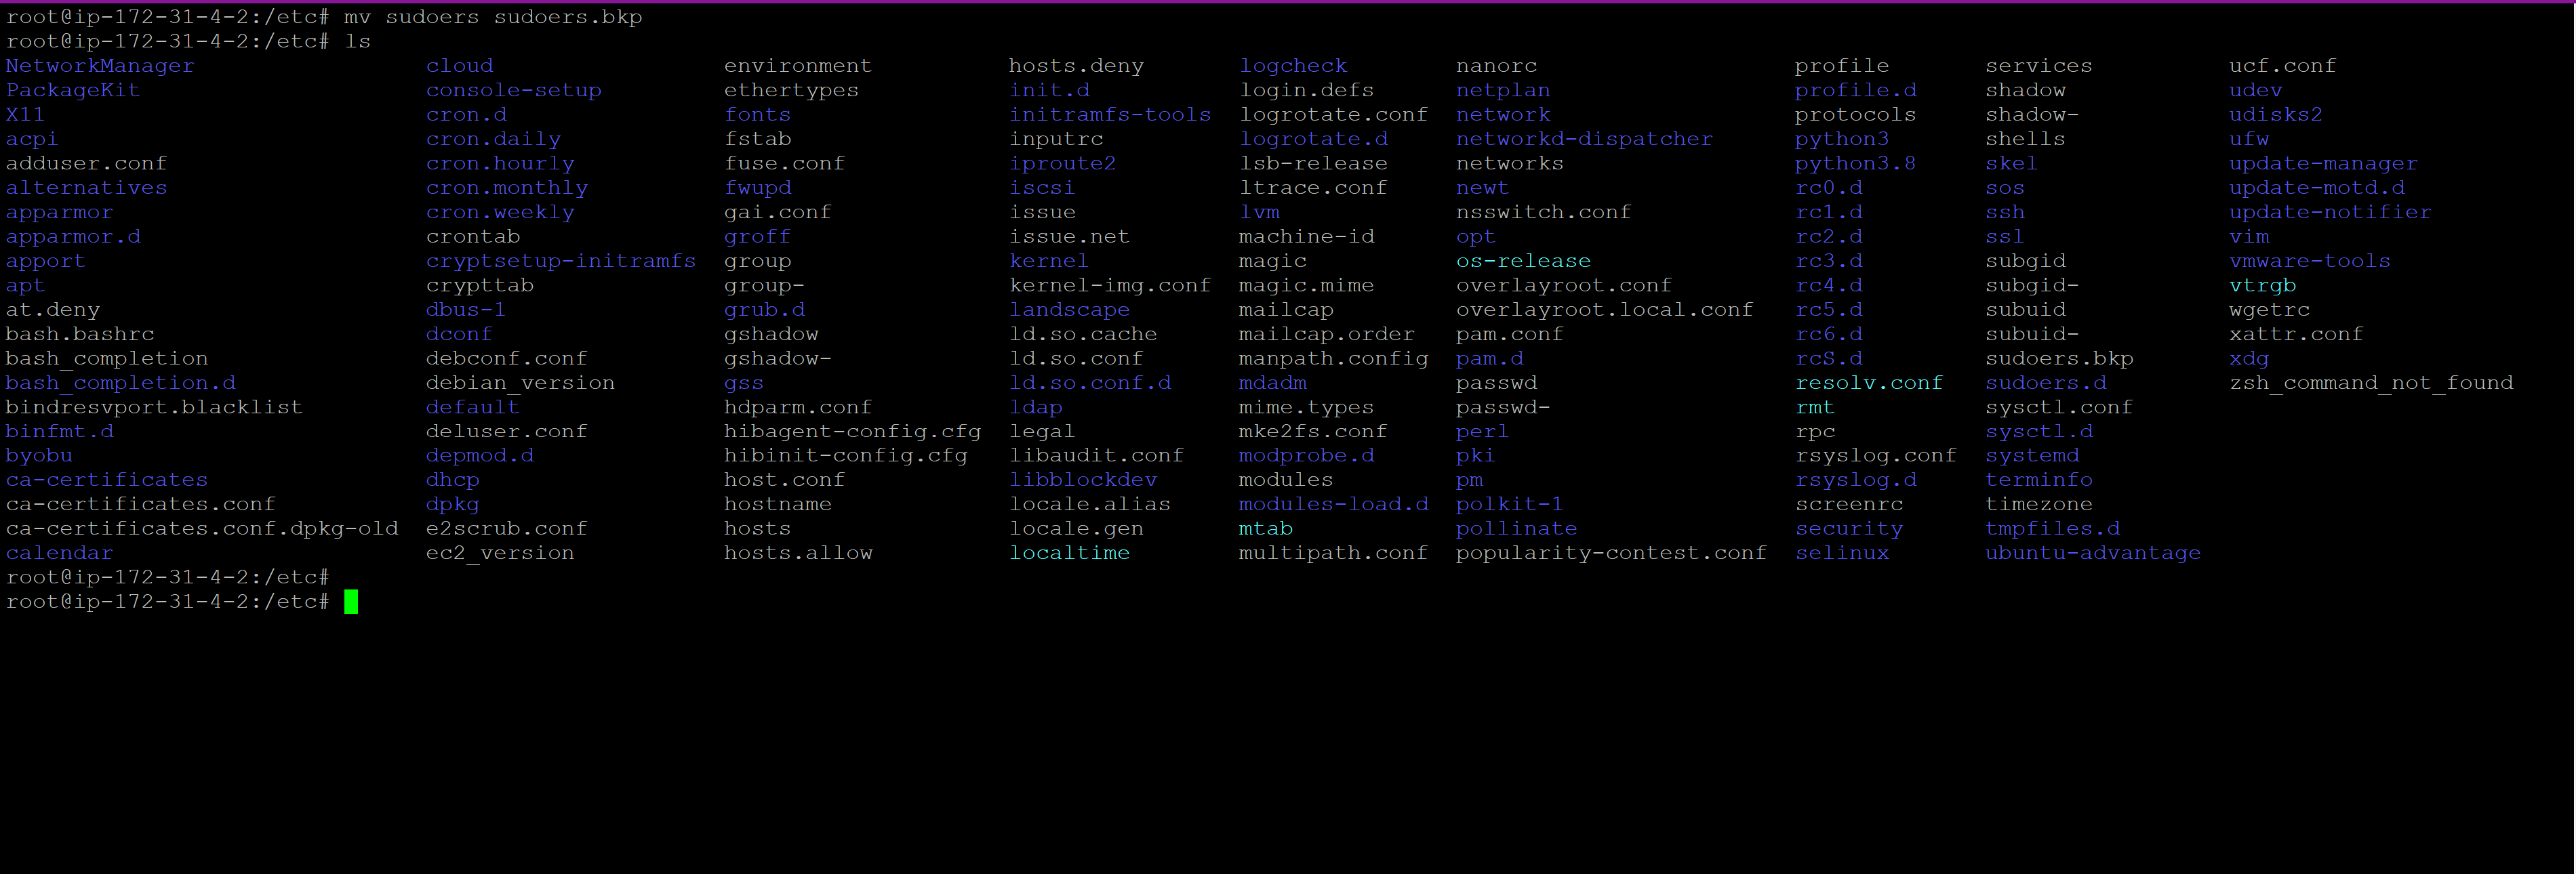 root@ip-172-31-4-2:/etc# mv sudoers sudoers.bkp
root@ip-172-31-4-2:/etc# ls
NetworkManager cloud environment hosts.deny logcheck nanorc profile services ucf.conf
PackageKit console-setup ethertypes init.d login.defs netplan profile.d shadow udev
X11 cron.d fonts initramfs-tools logrotate.conf network protocols shadow- udisks2
acpi cron.daily fstab inputrc logrotate.d networkd-dispatcher python3 shells ufw
adduser.conf cron.hourly fuse.conf iproute2 lsb-release networks python3.8 skel update-manager
alternatives cron.monthly fwupd iscsi ltrace.conf newt rc0.d sos update-motd.d
apparmor cron.weekly gai.conf issue lvm nsswitch.conf rc1.d ssh update-notifier
apparmor.d crontab groff issue.net machine-id opt rc2.d ssl vim
apport cryptsetup-initramfs group kernel magic os-release rc3.d subgid vmware-tools
apt crypttab group- kernel-img.conf magic.mime overlayroot.conf rc4.d subgid- vtrgb
at.deny dbus-1 grub.d landscape mailcap overlayroot.local.conf rc5.d subuid wgetrc
bash.bashrc dconf gshadow ld.so.cache mailcap.order pam.conf rc6.d subuid- xattr.conf
bash_completion debconf.conf gshadow- ld.so.conf manpath.config pam.d rcS.d sudoers.bkp xdg
bash_completion.d debian_version gss ld.so.conf.d mdadm passwd resolv.conf sudoers.d zsh_command_not_found
bindresvport.blacklist default hdparm.conf ldap mime.types passwd- rmt sysctl.conf
binfmt.d deluser.conf hibagent-config.cfg legal mke2fs.conf perl rpc sysctl.d
byobu depmod.d hibinit-config.cfg libaudit.conf modprobe.d pki rsyslog.conf systemd
ca-certificates dhcp host.conf libblockdev modules pm rsyslog.d terminfo
ca-certificates.conf dpkg hostname locale.alias modules-load.d polkit-1 screenrc timezone
ca-certificates.conf.dpkg-old e2scrub.conf hosts locale.gen mtab pollinate security tmpfiles.d
calendar ec2_version hosts.allow localtime multipath.conf popularity-contest.conf selinux ubuntu-advantage
root@ip-172-31-4-2:/etc#
root@ip-172-31-4-2:/etc#